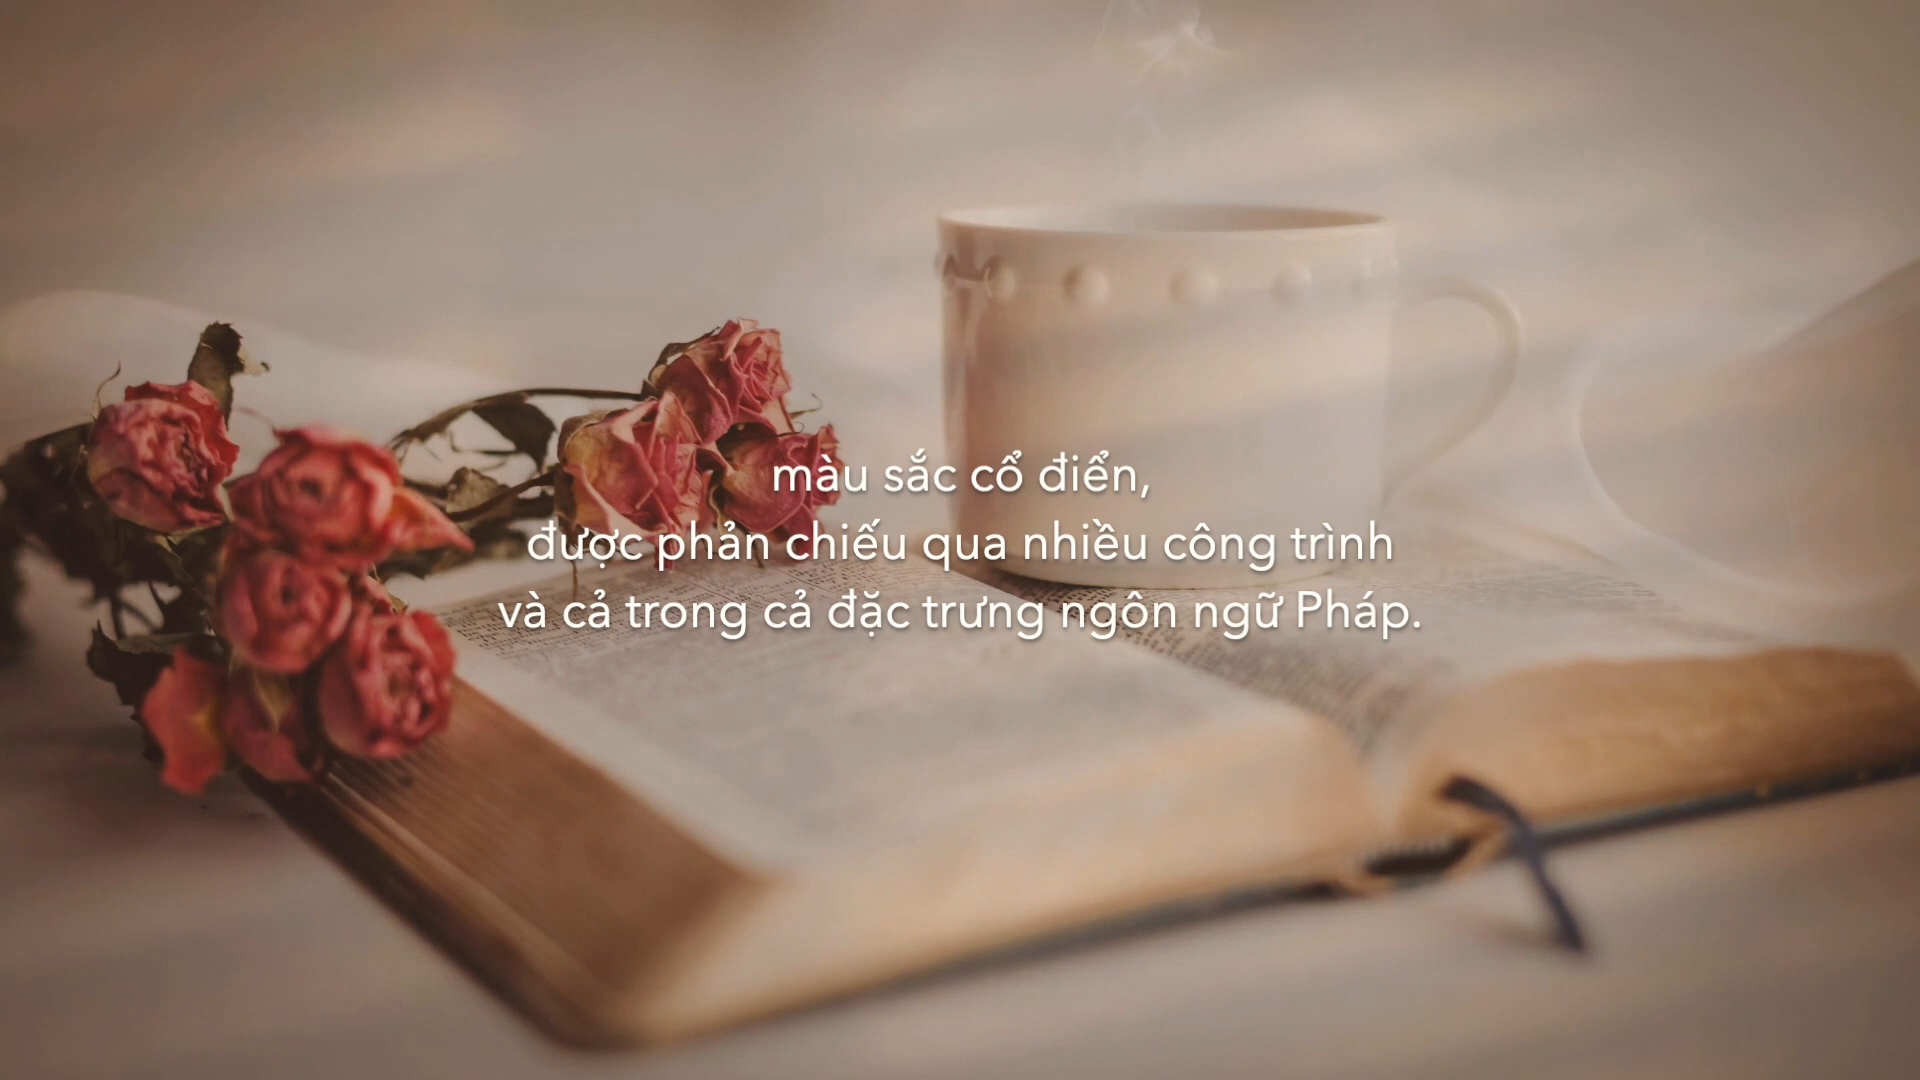 màu sắc cổ điển,
được phản chiếu qua nhiều công trình
và cả trong cả đặc trưng ngôn ngữ Pháp.